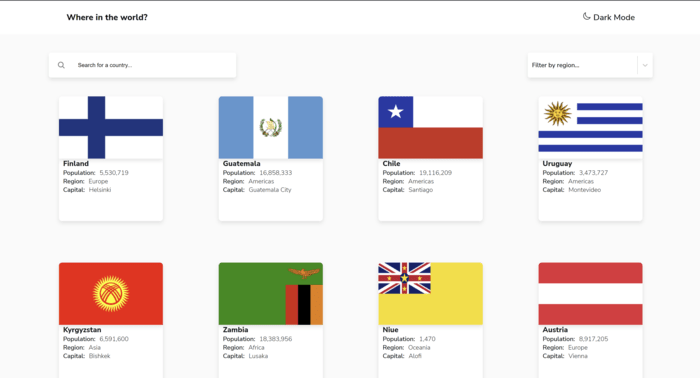 Where in the world?
Dark Mode
Search for a country...
Filter by region...
Finland
Population: 5,530,719
Region: Europe
Capital: Helsinki
Guatemala
Population: 16,858,333
Region: Americas
Capital: Guatemala City
Chile
Population: 19,116,209
Region: Americas
Capital: Santiago
Uruguay
Population: 3,473,727
Region: Americas
Capital: Montevideo
Kyrgyzstan
Population: 6,591,600
Region: Asia
Capital: Bishkek
Zambia
Population: 18,383,956
Region: Africa
Capital: Lusaka
Niue
Population: 1,470
Region: Oceania
Capital: Alofi
Austria
Population: 8,917,205
Region: Europe
Capital: Vienna